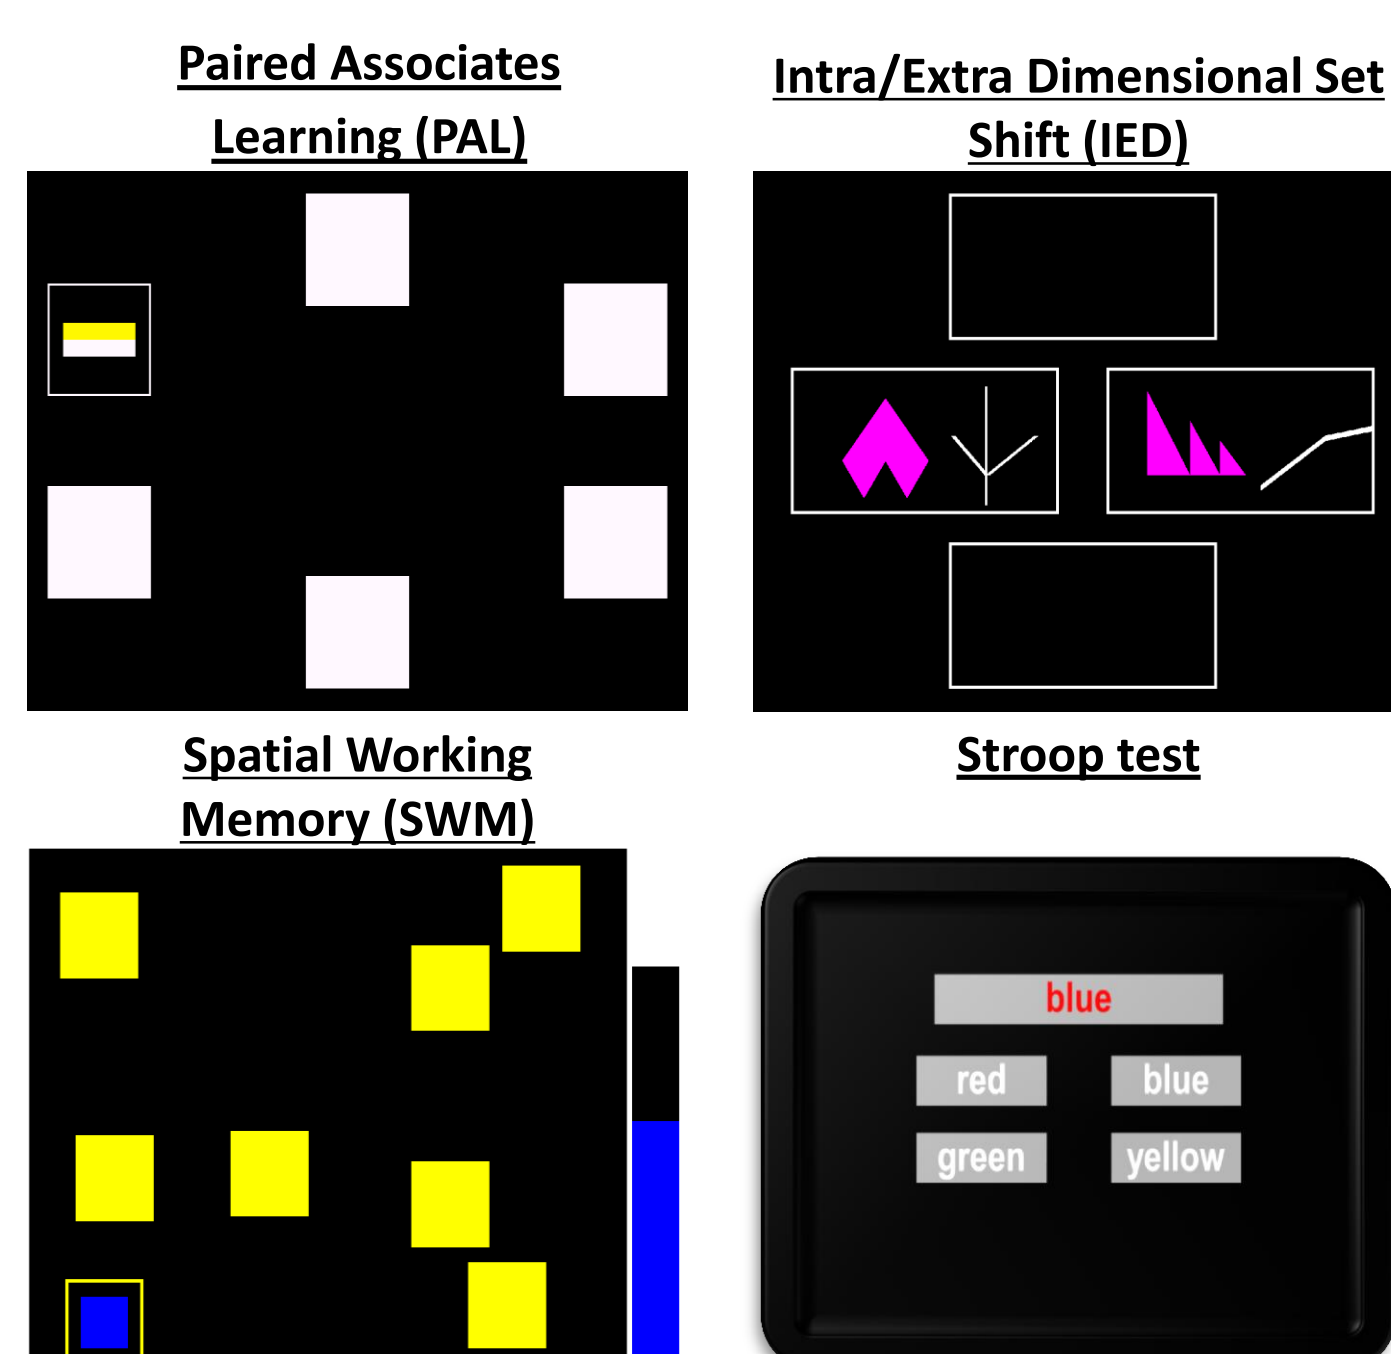 Paired Associates
Learning (PAL)
Intra/Extra Dimensional Set
Shift (IED)
Spatial Working
Memory (SWM)
Stroop test
blue
red
blue
green
yellow